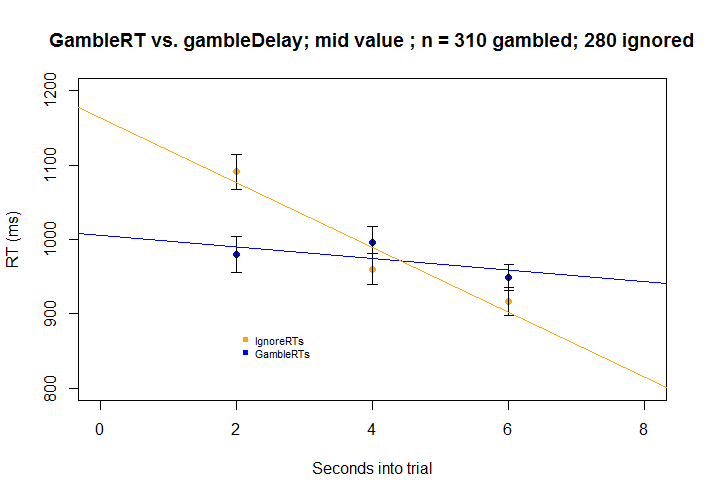 GambleRT vs. gambleDelay; mid value ; n = 310 gambled; 280 ignored
RT (ms)
1200
1100
1000
900
800
IgnoreRTs
GambleRTs
0 2 4 6 8
Seconds into trial